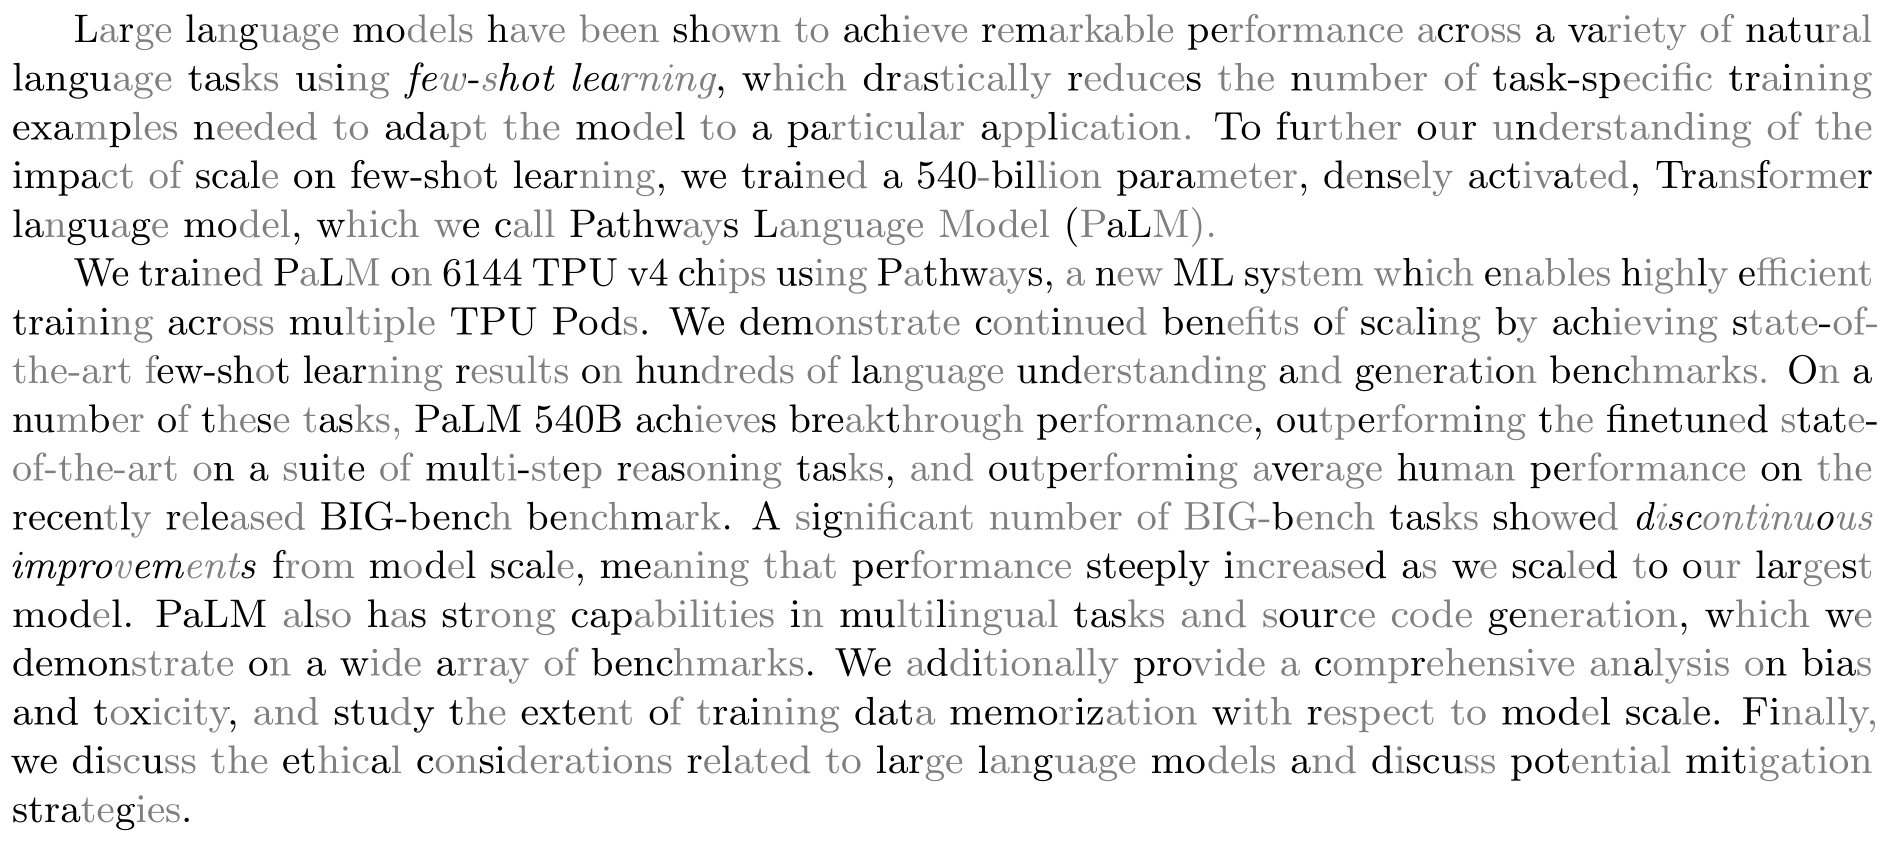 Large language models have been shown to achieve remarkable performance across a variety of natural
language tasks using few-shot learning, which drastically reduces the number of task-specific training
examples needed to adapt the model to a particular application. To further our understanding of the
impact of scale on few-shot learning, we trained a 540-billion parameter, densely activated, Transformer
language model, which we call Pathways Language Model (PaLM).
We trained PaLM on 6144 TPU v4 chips using Pathways, a new ML system which enables highly efficient
training across multiple TPU Pods. We demonstrate continued benefits of scaling by achieving state-of-
the-art few-shot learning results on hundreds of language understanding and generation benchmarks. On a
number of these tasks, PaLM 540B achieves breakthrough performance, outperforming the finetuned state-
of-the-art on a suite of multi-step reasoning tasks, and outperforming average human performance on the
recently released BIG-bench benchmark. A significant number of BIG-bench tasks showed discontinuous
improvements from model scale, meaning that performance steeply increased as we scaled to our largest
model. PaLM also has strong capabilities in multilingual tasks and source code generation, which we
demonstrate on a wide array of benchmarks. We additionally provide a comprehensive analysis on bias
and toxicity, and study the extent of training data memorization with respect to model scale. Finally,
we discuss the ethical considerations related to large language models and discuss potential mitigation
strategies.